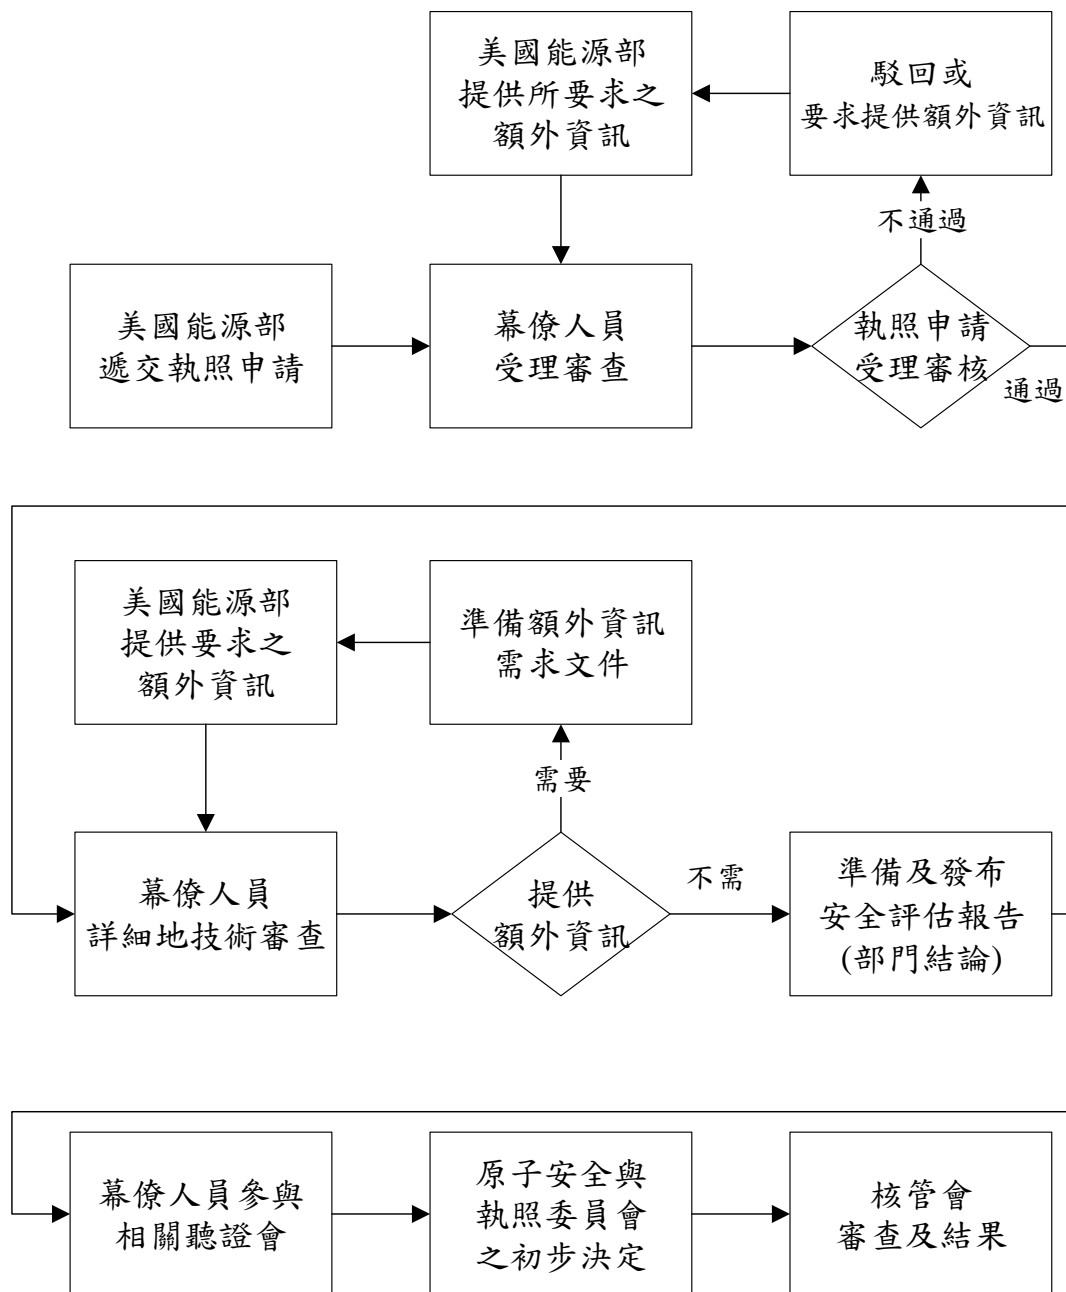 美國能源部
提供所要求之
額外資訊
駁回或
要求提供額外資訊
不通過
美國能源部
遞交執照申請
幕僚人員
受理審查
執照申請
受理審核
通過
美國能源部
提供要求之
額外資訊
準備額外資訊
需求文件
需要
幕僚人員
詳細地技術審查
提供
額外資訊
不需
準備及發布
安全評估報告
(部門結論)
幕僚人員參與
相關聽證會
原子安全與
執照委員會
之初步決定
核管會
審查及結果